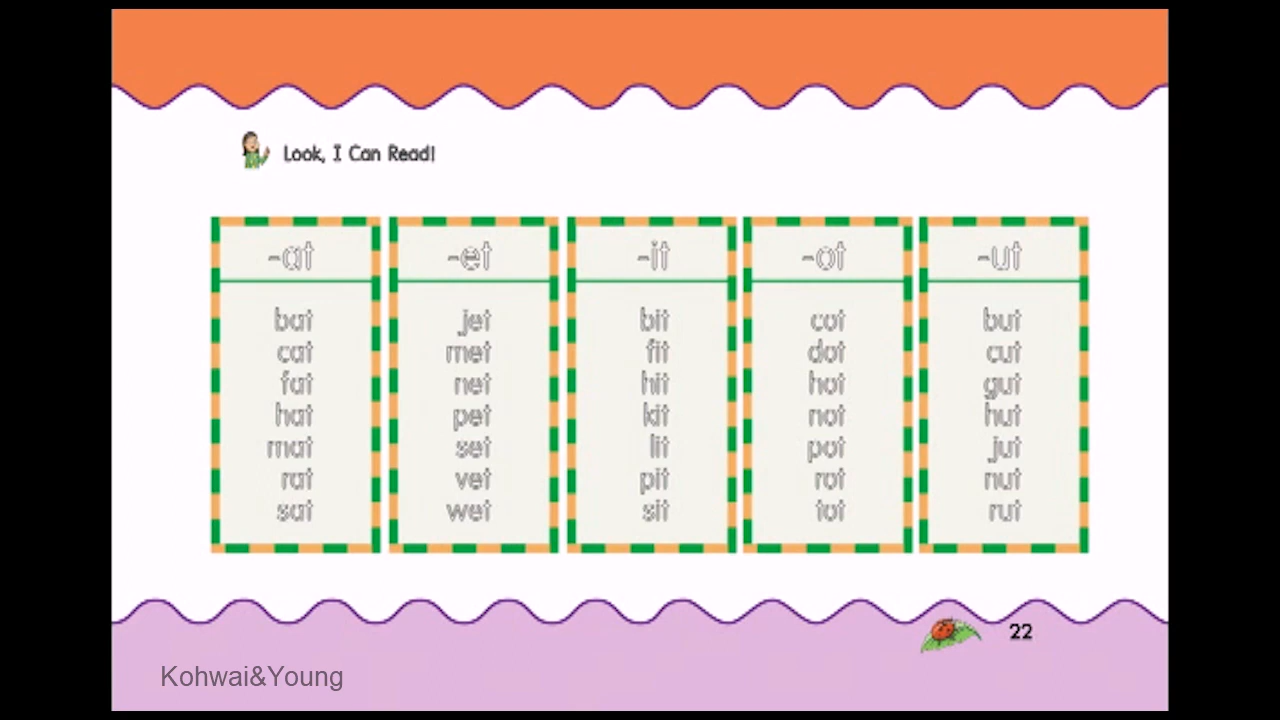 Look, I Can Read!
-at
bat
cat
fat
hat
mat
rat
sat
-et
jet
met
net
pet
set
vet
wet
-it
bit
fit
hit
kit
lit
pit
sit
-ot
cot
dot
hot
not
pot
rot
tot
-ut
but
cut
gut
hut
jut
nut
rut
22
Kohwai&Young